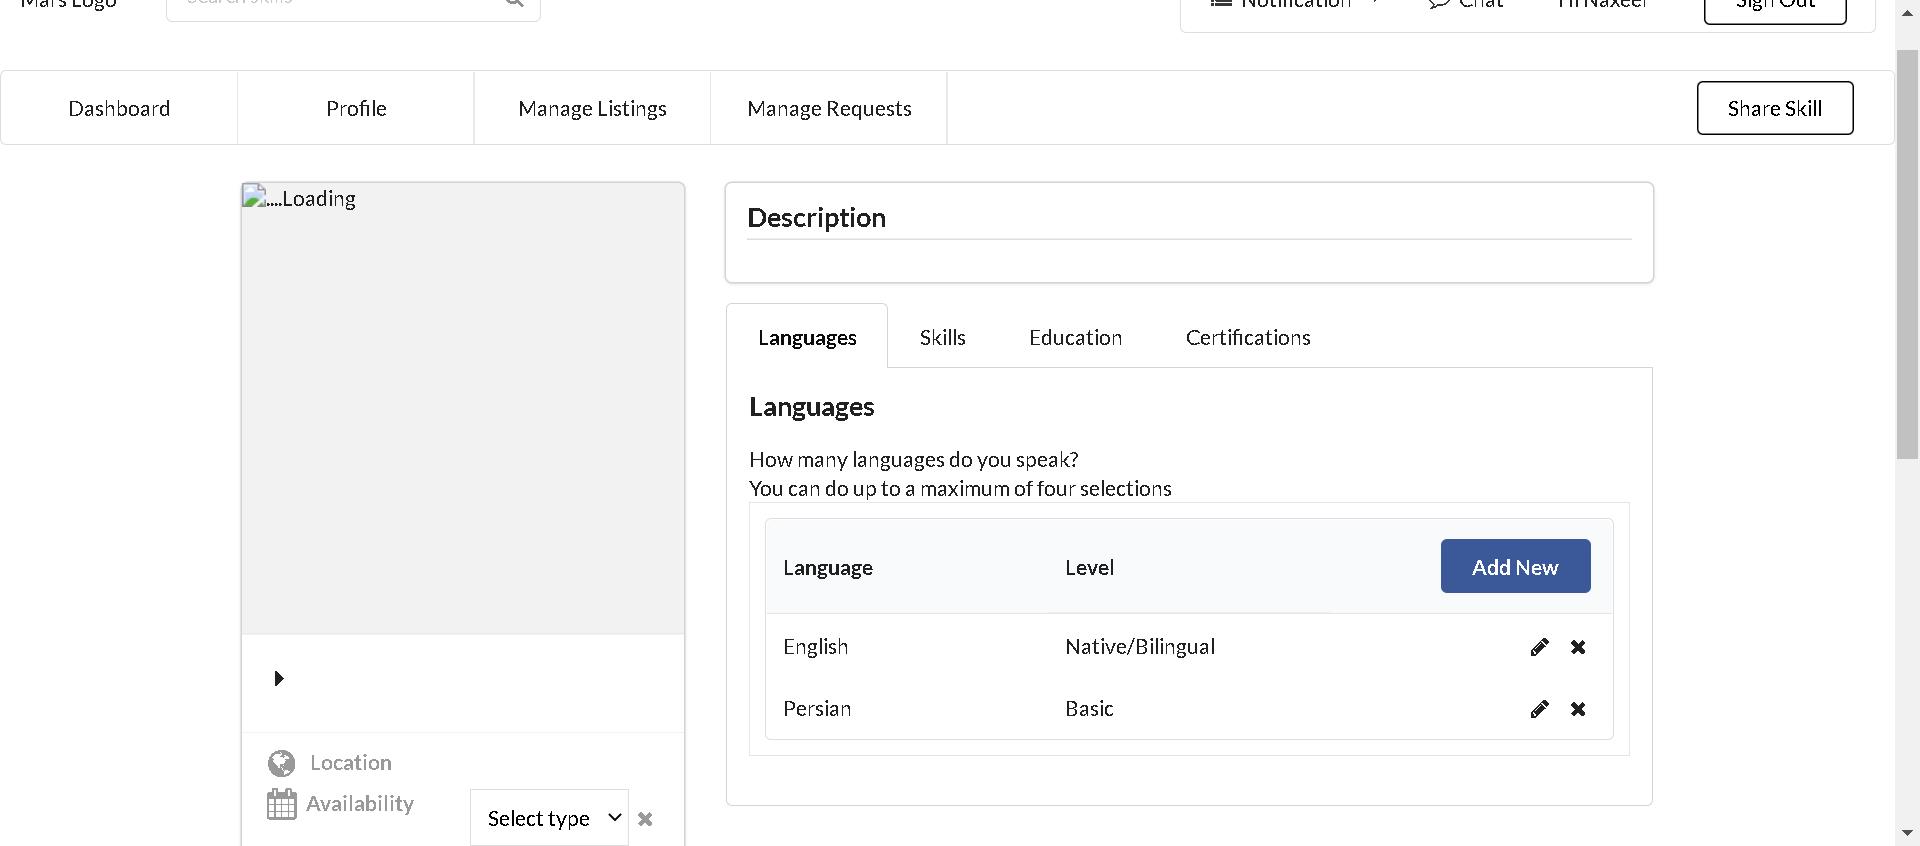 Mars Logo
Search skills
Notification
Chat
Hi Naxeer
Sign Out
Dashboard
Profile
Manage Listings
Manage Requests
Share Skill
....Loading
Description
Languages
Skills
Education
Certifications
Languages
How many languages do you speak?
You can do up to a maximum of four selections
Language
Level
Add New
English
Native/Bilingual
Persian
Basic
Location
Availability
Select type